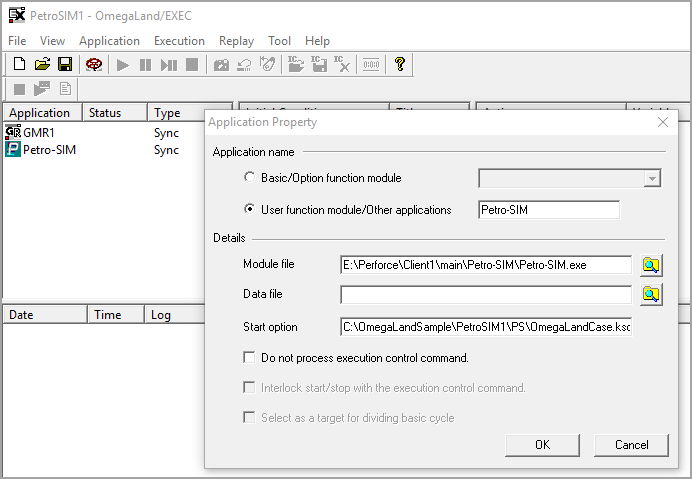 PetroSIM1 - OmegaLand/EXEC
File View Application Execution Replay Tool Help
Application Status Type
GMR1 Sync
Petro-SIM Sync
Date Time Log
Application Property
Application name
Basic/Option function module
User function module/Other applications Petro-SIM
Details
Module file E:\Perforce\Client1\main\Petro-SIM\Petro-SIM.exe
Data file
Start option C:\OmegaLandSample\PetroSIM1\PS\OmegaLandCase.ksc
Do not process execution control command.
Interlock start/stop with the execution control command.
Select as a target for dividing basic cycle
OK Cancel